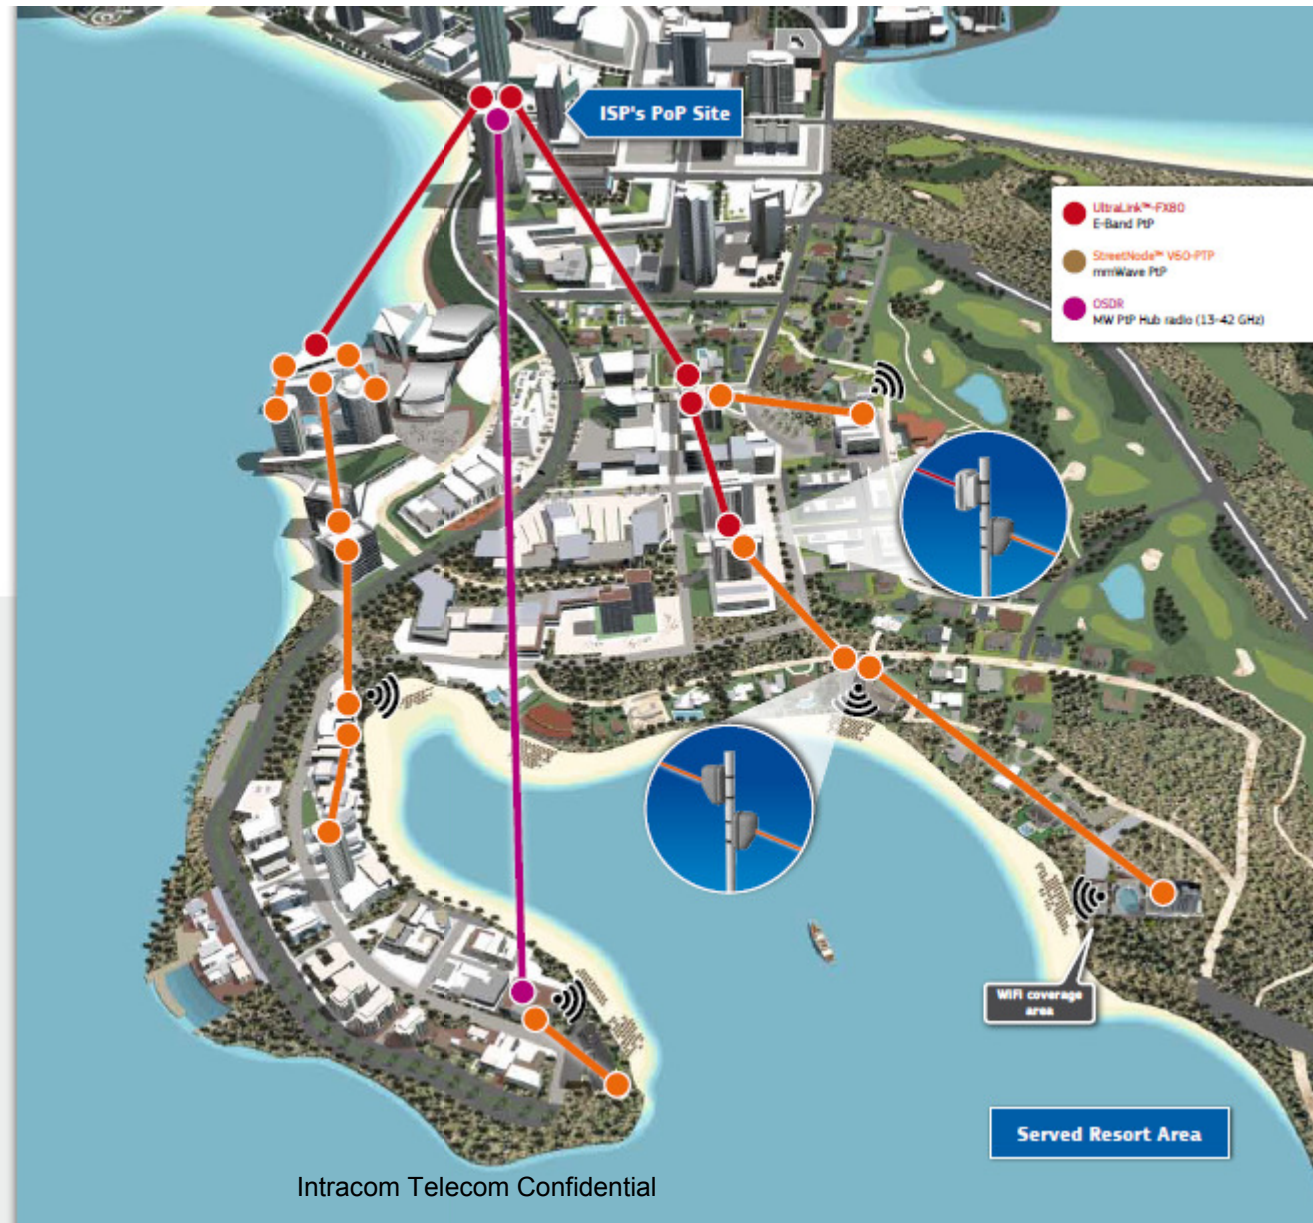 ISP's PoP Site
UltraLink™-FX80
E-Band PtP
StreetNode™ V60-PTP
mmWave PtP
OSDR
MW PtP Hub radio (13-42 GHz)
WiFi coverage
area
Served Resort Area
Intracom Telecom Confidential